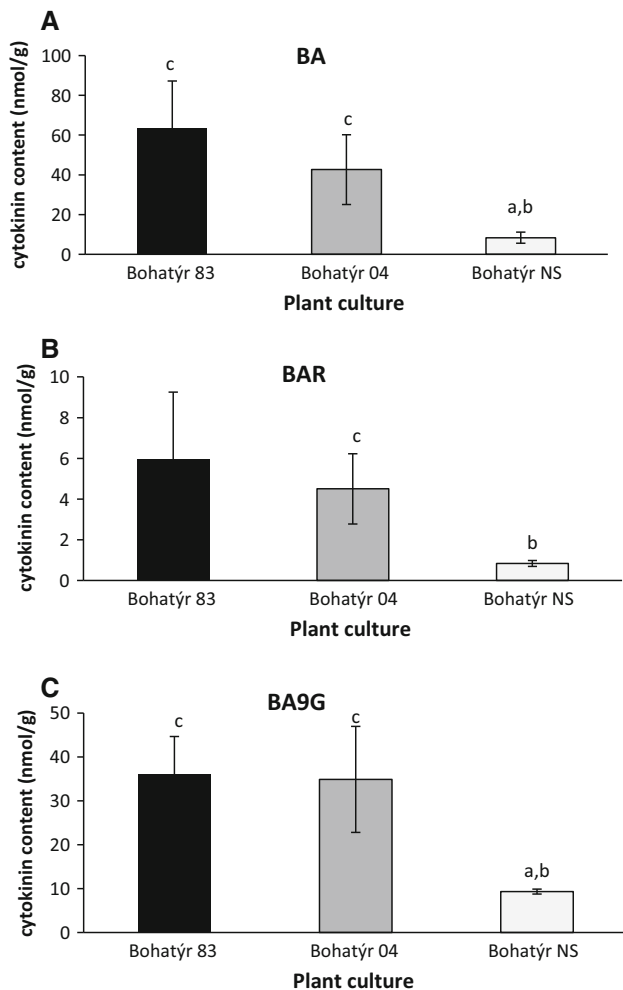 A
BA
cytokinin content (nmol/g)
100
80
60
40
20
0
c
c
a,b
Bohatýr 83 Bohatýr 04 Bohatýr NS
Plant culture
B
BAR
cytokinin content (nmol/g)
10
8
6
4
2
0
c
b
Bohatýr 83 Bohatýr 04 Bohatýr NS
Plant culture
C
BA9G
cytokinin content (nmol/g)
50
40
30
20
10
0
c
c
a,b
Bohatýr 83 Bohatýr 04 Bohatýr NS
Plant culture